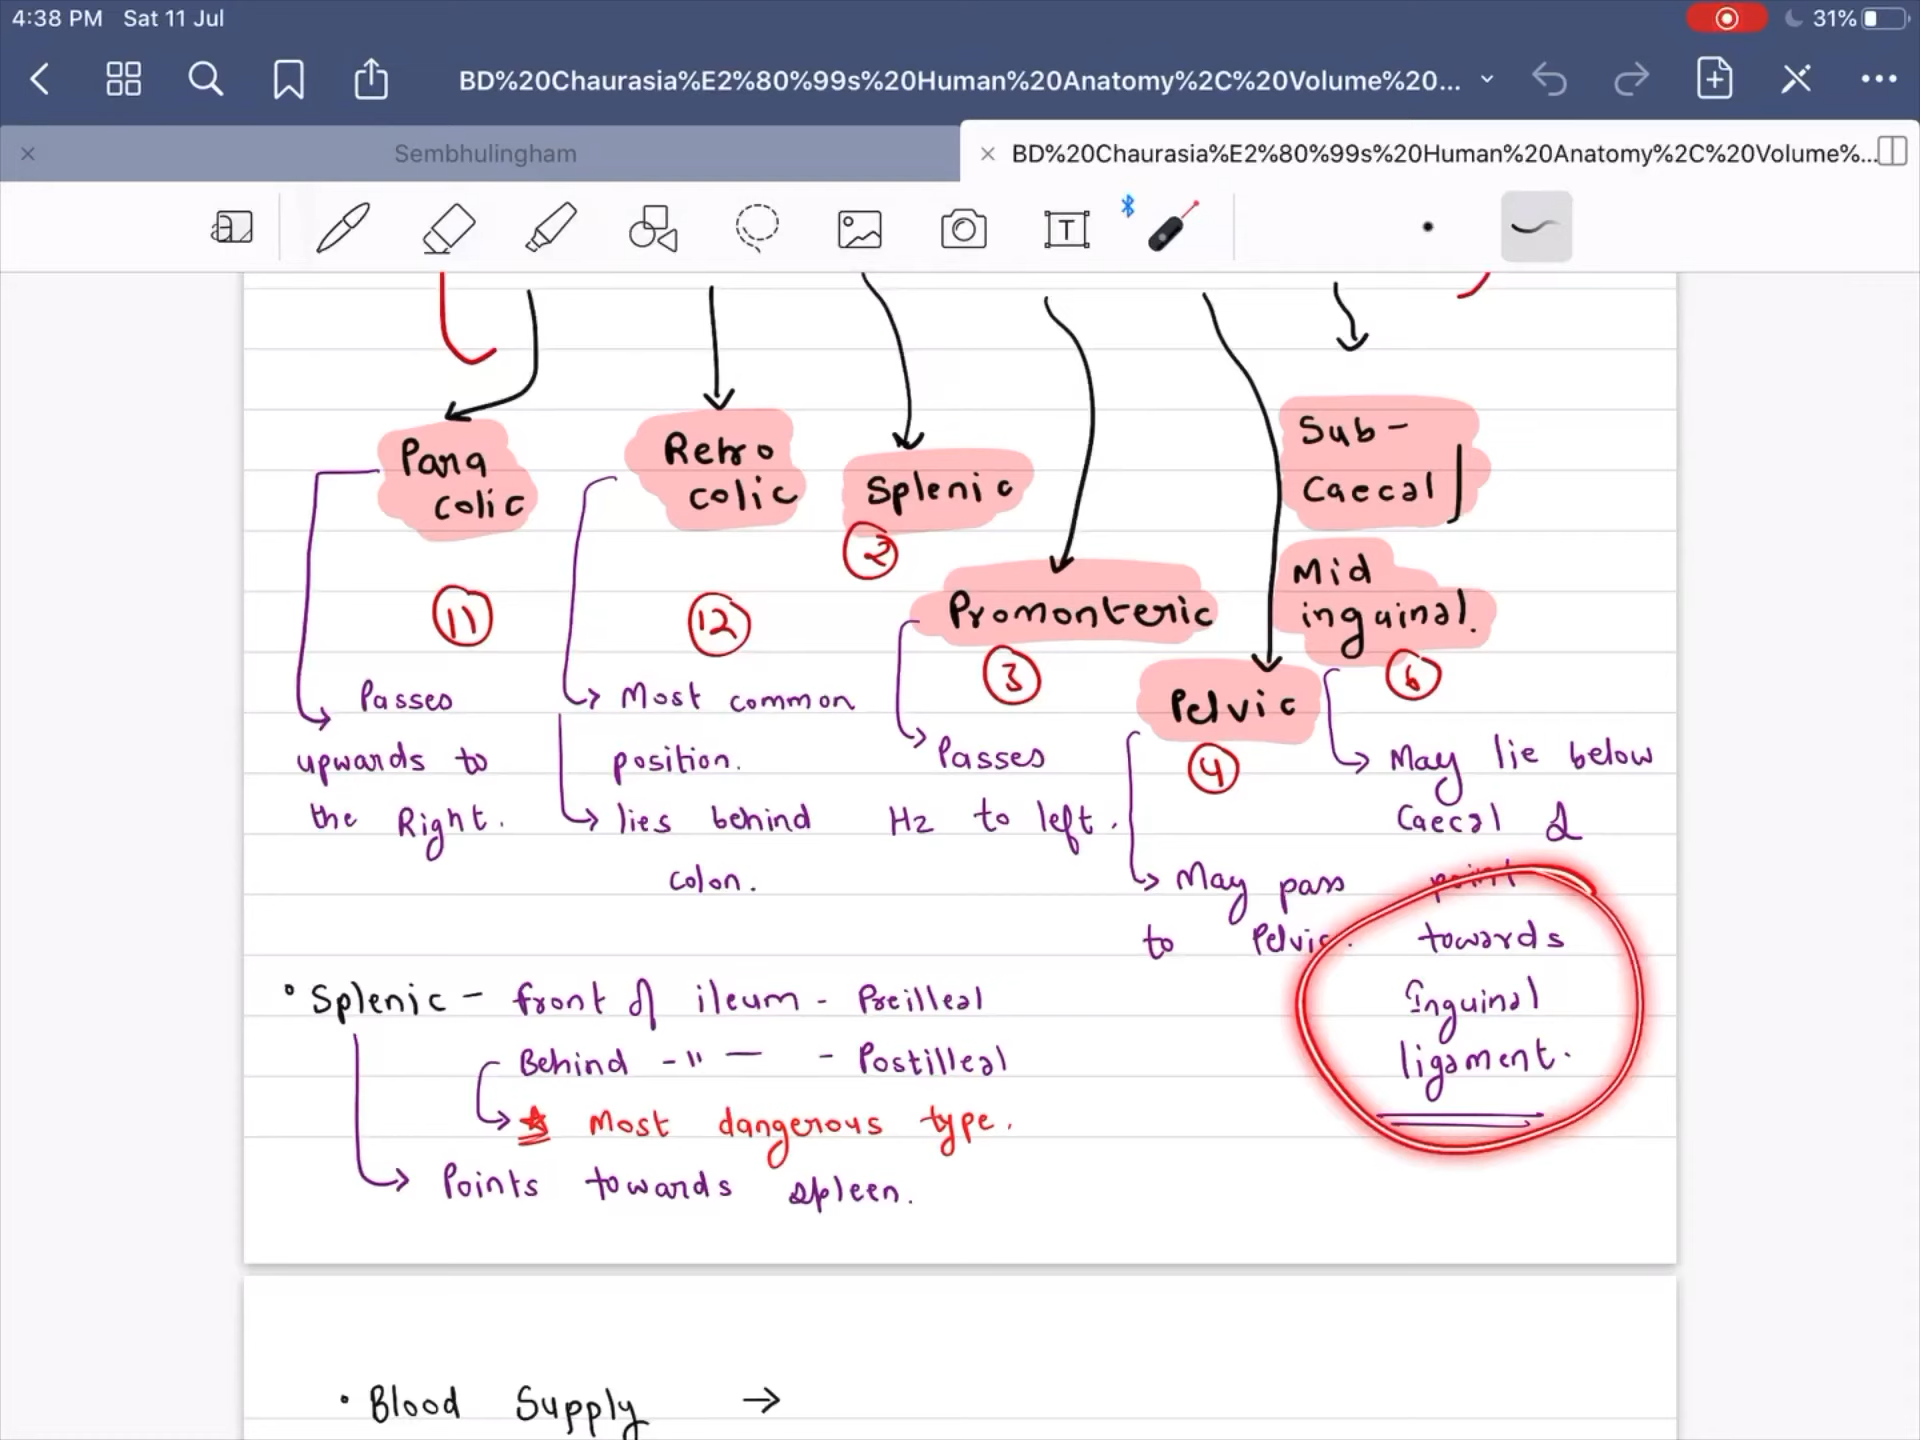 4:38 PM Sat 11 Jul
31%
BD%20Chaurasia%E2%80%99s%20Human%20Anatomy%2C%20Volume%20...
Sembhulingham
BD%20Chaurasia%E2%80%99s%20Human%20Anatomy%2C%20Volume%...
T
Para
colic
11
Passes
upwards to
the Right.
Retro
colic
12
Most common
position.
lies behind
colon.
Splenic
2
Promonteric
3
Passes
Hz to left.
Pelvic
4
May pass
to Pelvic.
Sub-
Caecal
Mid
inguinal.
6
May lie below
Caecal &
point
towards
Inguinal
ligament.
• Splenic - front of ileum - Preilleal
Behind -"- - Postilleal
Most dangerous type.
Points towards spleen.
• Blood Supply →